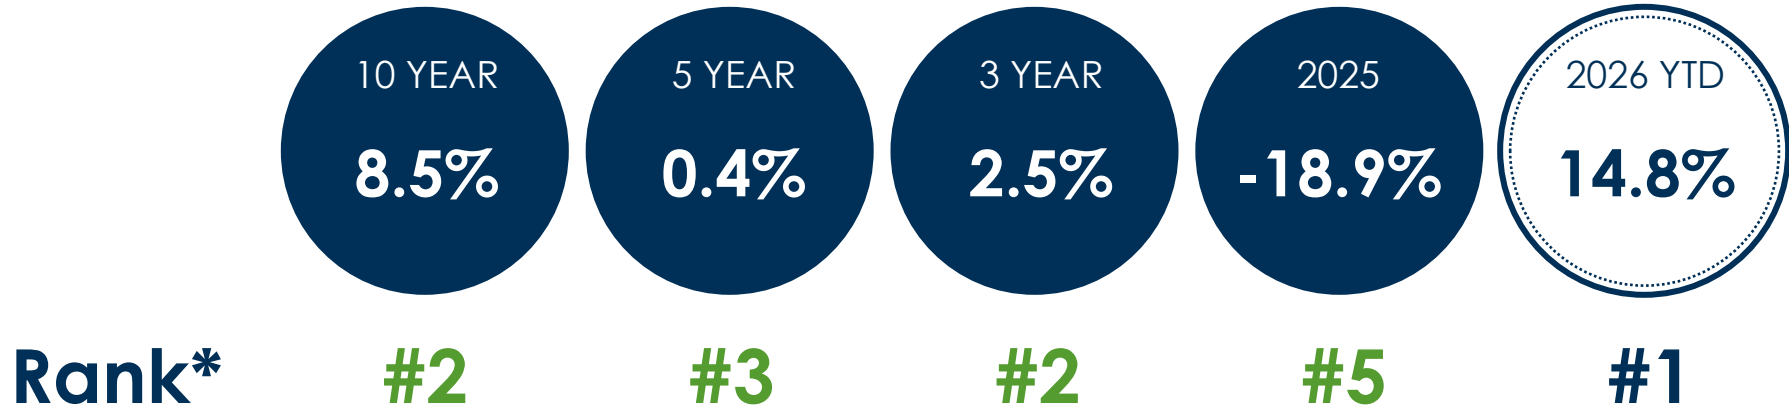 10 YEAR 5 YEAR 3 YEAR 2025 2026 YTD
8.5% 0.4% 2.5% -18.9% 14.8%
Rank* #2 #3 #2 #5 #1